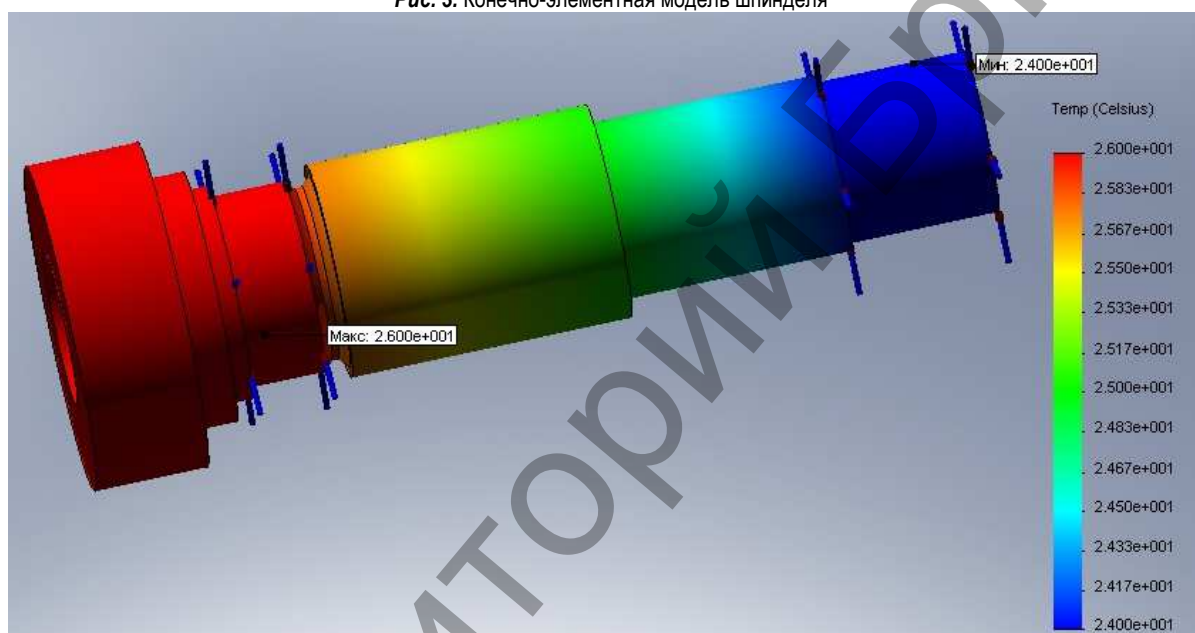 Рис. 3. Конечно-элементная модель шпинделя
Мин: 2.400e+001
Temp (Celsius)
2.600e+001
2.583e+001
2.567e+001
2.550e+001
2.533e+001
2.517e+001
2.500e+001
2.483e+001
2.467e+001
2.450e+001
2.433e+001
2.417e+001
2.400e+001
Макс: 2.600e+001